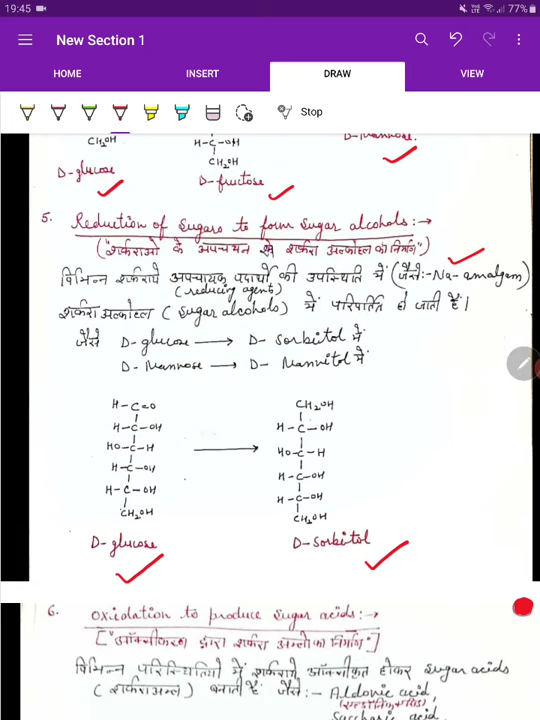 19:45
77%
New Section 1
HOME INSERT DRAW VIEW
Stop
CH₂OH
H-C-OH
CH₂OH
D-Mannose.
D-glucose
D-fructose
5. Reduction of Sugars to form Sugar alcohols:→
("शर्कराओ के अपचयन से शर्करा अल्कोहल का निर्माण")
विभिन्न शर्कराये अपचायक पदार्थो की उपस्थिति में (जैसे:- Na-amalgam)
(reducing agent)
शर्करा अल्कोहल (Sugar alcohols) में परिवर्तित हो जाती हैं।
जैसे D-glucose → D-Sorbitol में
D-Mannose → D-Mannitol में
H-C=O CH₂OH
H-C-OH H-C-OH
HO-C-H → HO-C-H
H-C-OH H-C-OH
H-C-OH H-C-OH
CH₂OH CH₂OH
D-glucose D-Sorbitol
6. Oxidation to produce Sugar acids:→
["ऑक्सीकरण द्वारा शर्करा अम्लो का निर्माण"]
विभिन्न परिस्थितियो में शर्कराये ऑक्सीकृत होकर Sugar acids
(शर्करा अम्ल) बनाती हैं जैसे:- Aldonic acid,
Saccharic acid